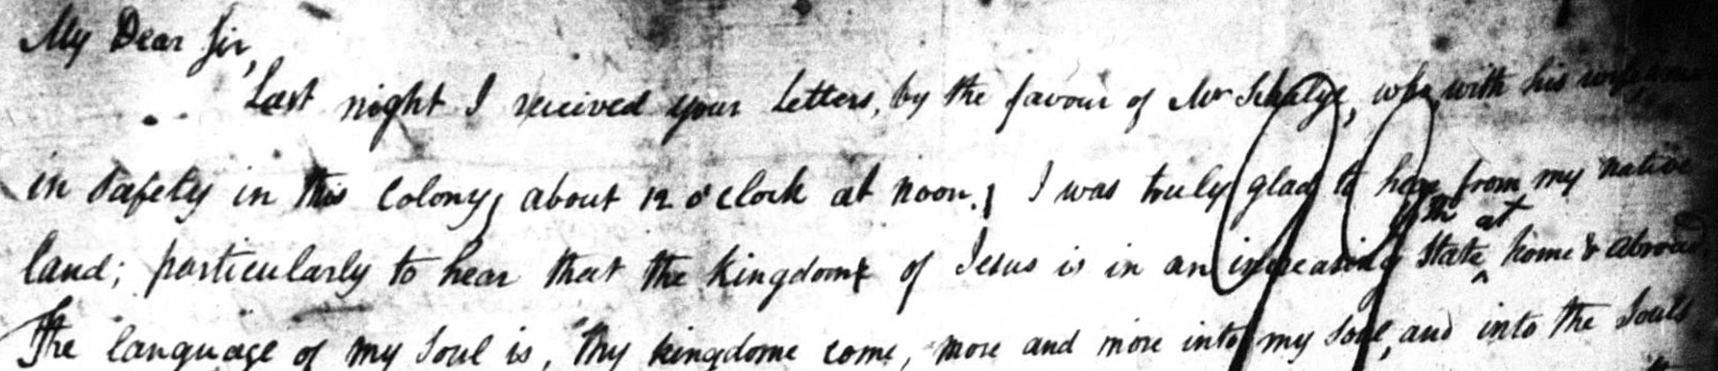 My Dear Sir,
Last night I received your Letters, by the favour of Mr Schulze, who, with his wife, came
in safety in this Colony, about 12 o'clock at noon. I was truly glad to hear from my native
land; particularly to hear that the kingdome of Jesus is in an increasing state, both at home & abroad
The language of my Soul is, Thy kingdome come, more and more into my Soul, and into the Souls